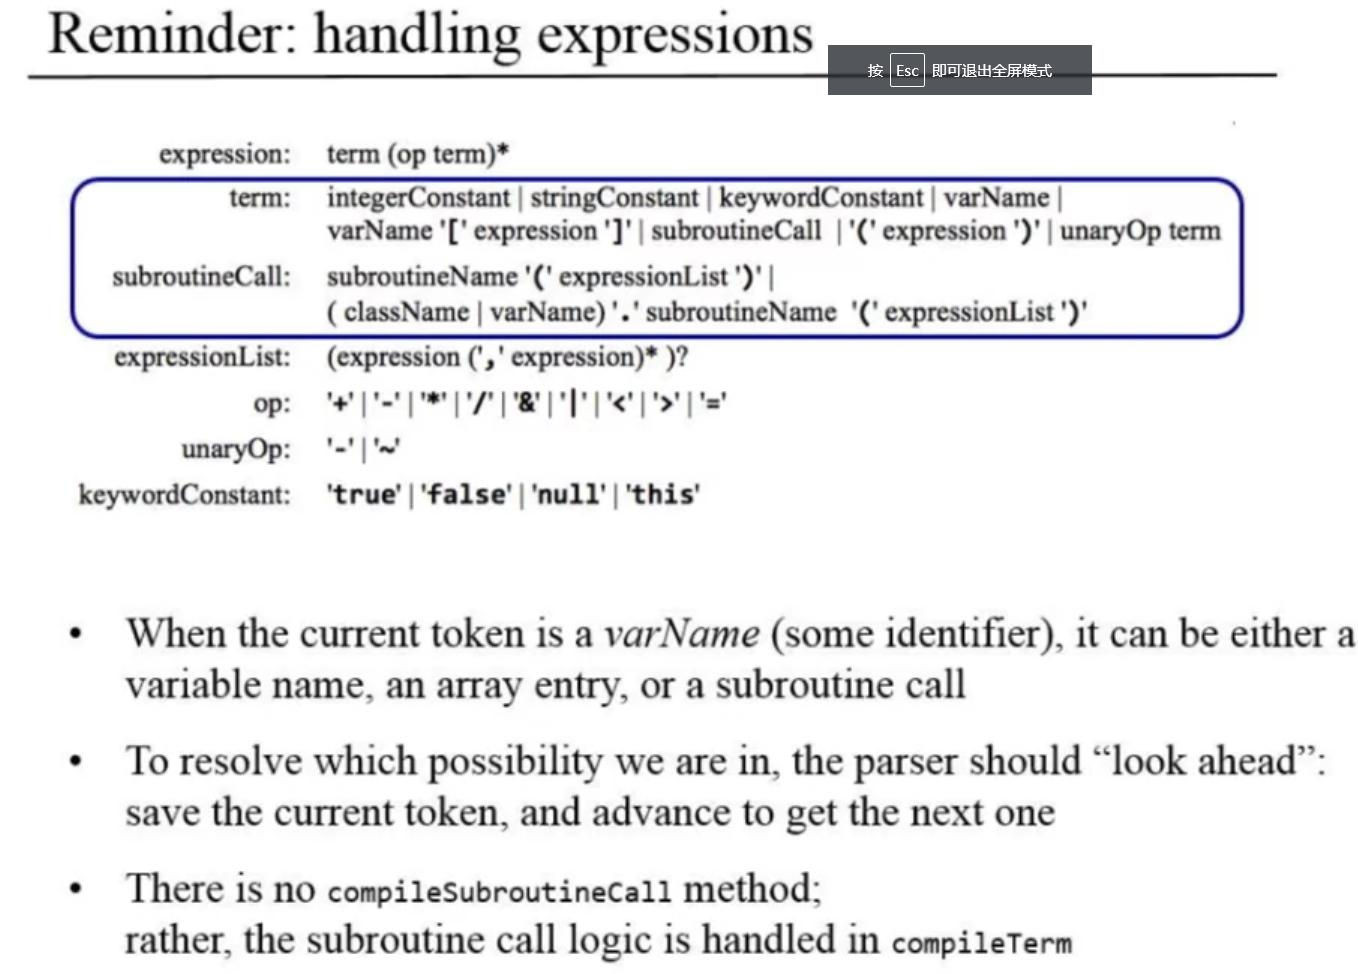 Reminder: handling expressions
按 Esc 即可退出全屏模式
expression: term (op term)*
term: integerConstant | stringConstant | keywordConstant | varName |
varName '[' expression ']' | subroutineCall | '(' expression ')' | unaryOp term
subroutineCall: subroutineName '(' expressionList ')' |
( className | varName) '.' subroutineName '(' expressionList ')'
expressionList: (expression (',' expression)* )?
op: '+' | '-' | '*' | '/' | '&' | '|' | '<' | '>' | '='
unaryOp: '-' | '~'
keywordConstant: 'true' | 'false' | 'null' | 'this'
• When the current token is a varName (some identifier), it can be either a
variable name, an array entry, or a subroutine call
• To resolve which possibility we are in, the parser should “look ahead”:
save the current token, and advance to get the next one
• There is no compileSubroutineCall method;
rather, the subroutine call logic is handled in compileTerm